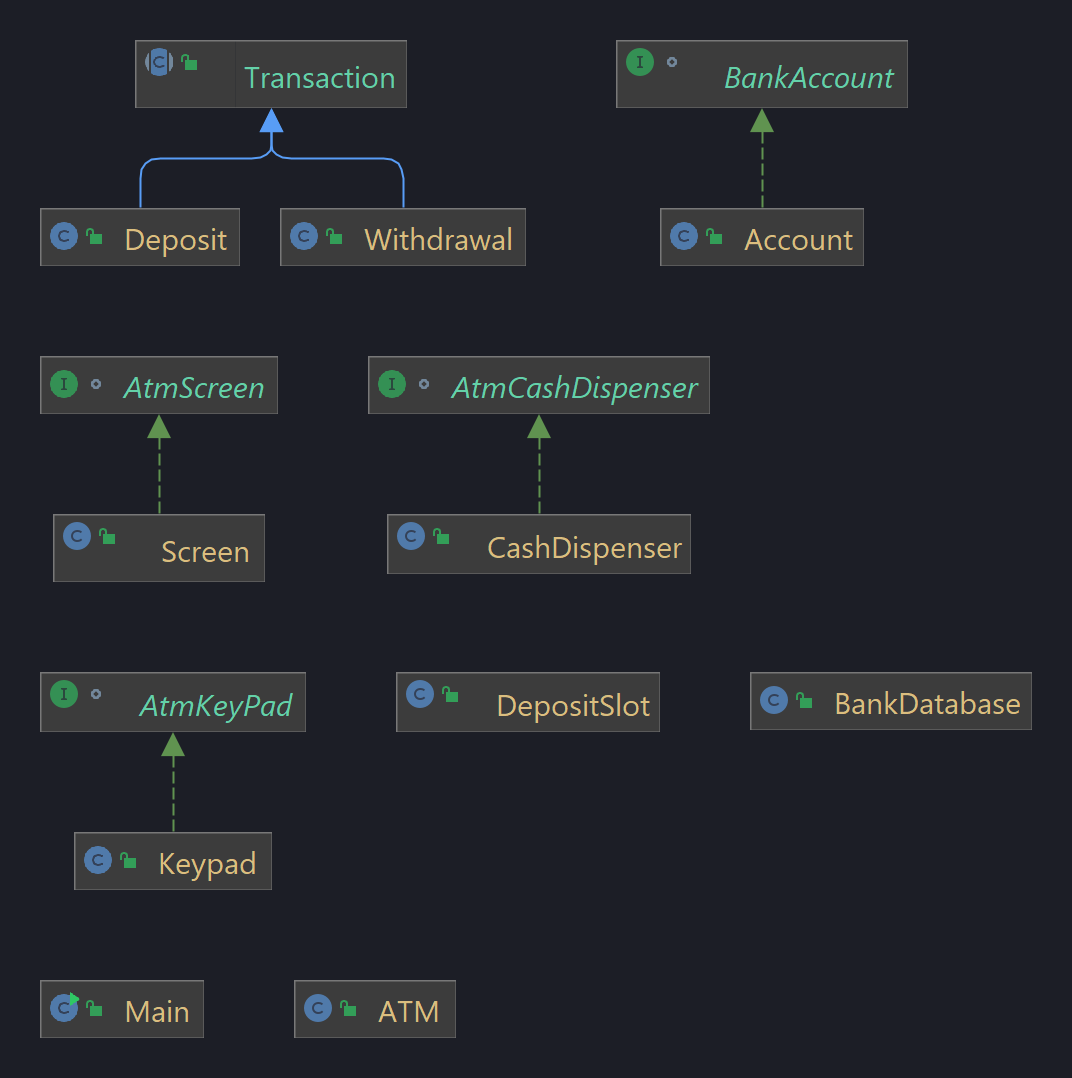 Transaction
BankAccount
Deposit
Withdrawal
Account
AtmScreen
AtmCashDispenser
Screen
CashDispenser
AtmKeyPad
DepositSlot
BankDatabase
Keypad
Main
ATM